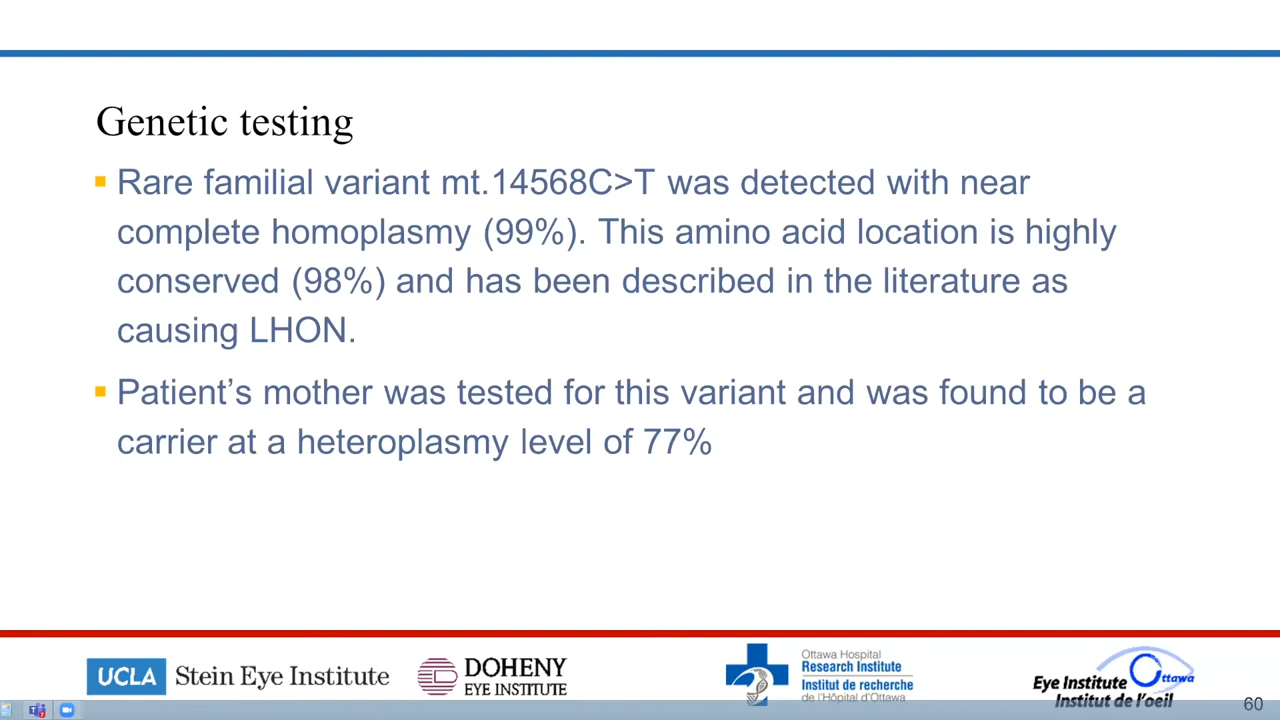 Genetic testing
Rare familial variant mt.14568C>T was detected with near
complete homoplasmy (99%). This amino acid location is highly
conserved (98%) and has been described in the literature as
causing LHON.
Patient’s mother was tested for this variant and was found to be a
carrier at a heteroplasmy level of 77%
UCLA Stein Eye Institute
DOHENY
EYE INSTITUTE
Ottawa Hospital
Research Institute
Institut de recherche
de l'Hôpital d'Ottawa
Eye Institute Ottawa
Institut de l'oeil
60